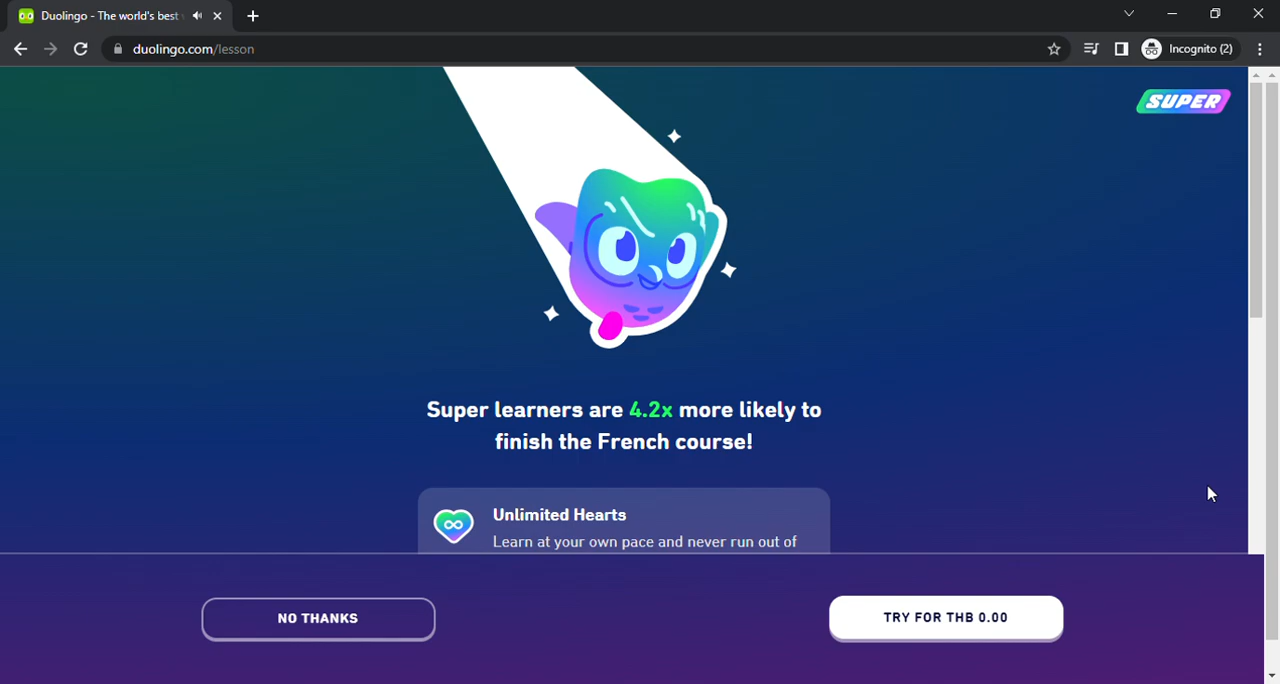 Duolingo - The world's best
duolingo.com/lesson
Incognito (2)
SUPER
Super learners are 4.2x more likely to
finish the French course!
Unlimited Hearts
Learn at your own pace and never run out of
NO THANKS
TRY FOR THB 0.00